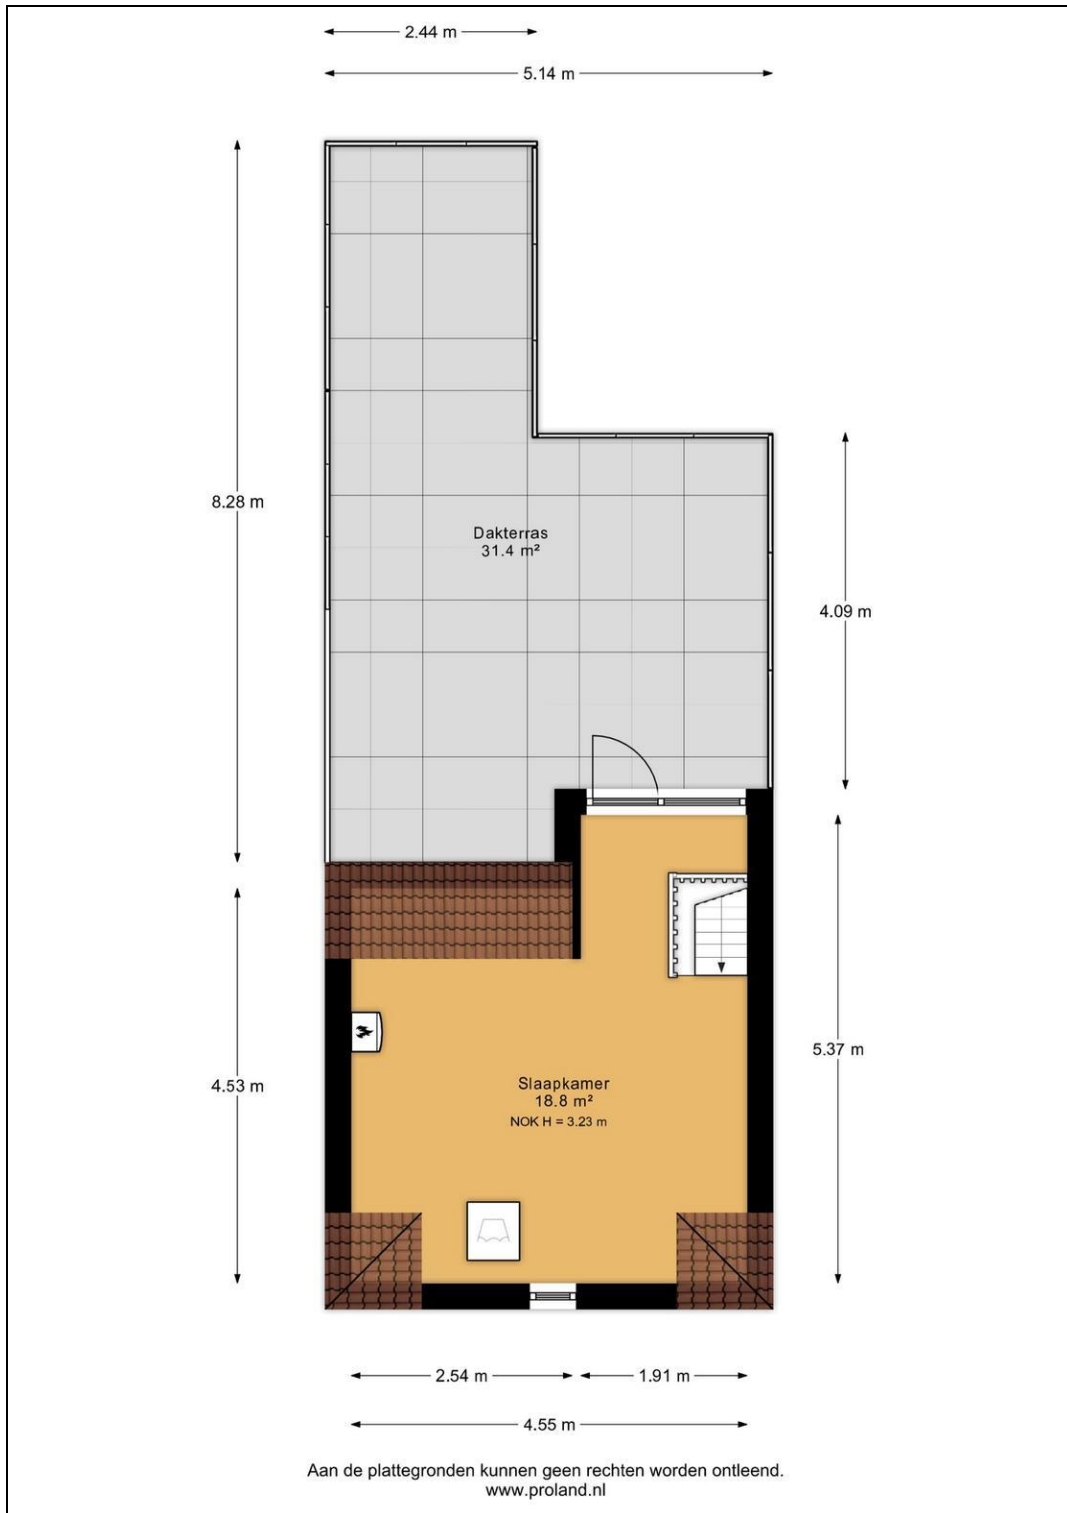 2.44 m
5.14 m
8.28 m
Dakterras
31.4 m²
4.09 m
4.53 m
5.37 m
Slaapkamer
18.8 m²
NOK H = 3.23 m
2.54 m
1.91 m
4.55 m
Aan de plattegronden kunnen geen rechten worden ontleend.
www.proland.nl